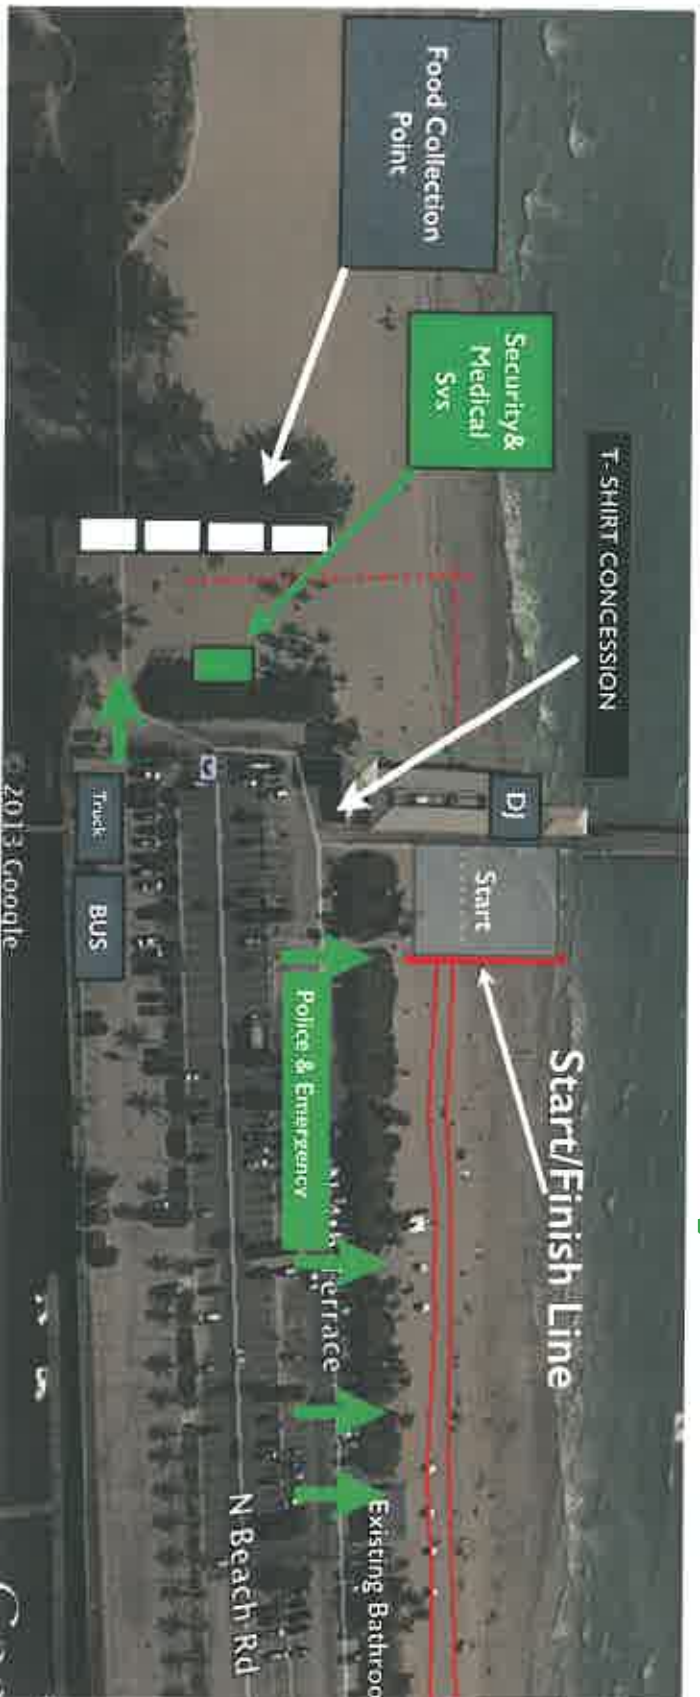 Food Collection
Point
Security&
Medical
Sys
T-SHIRT CONCESSION
DJ
Start
Start/Finish Line
Truck
BUS
Police & Emergency
Terrace
Existing Bathroo
N Beach Rd
© 2013 Google